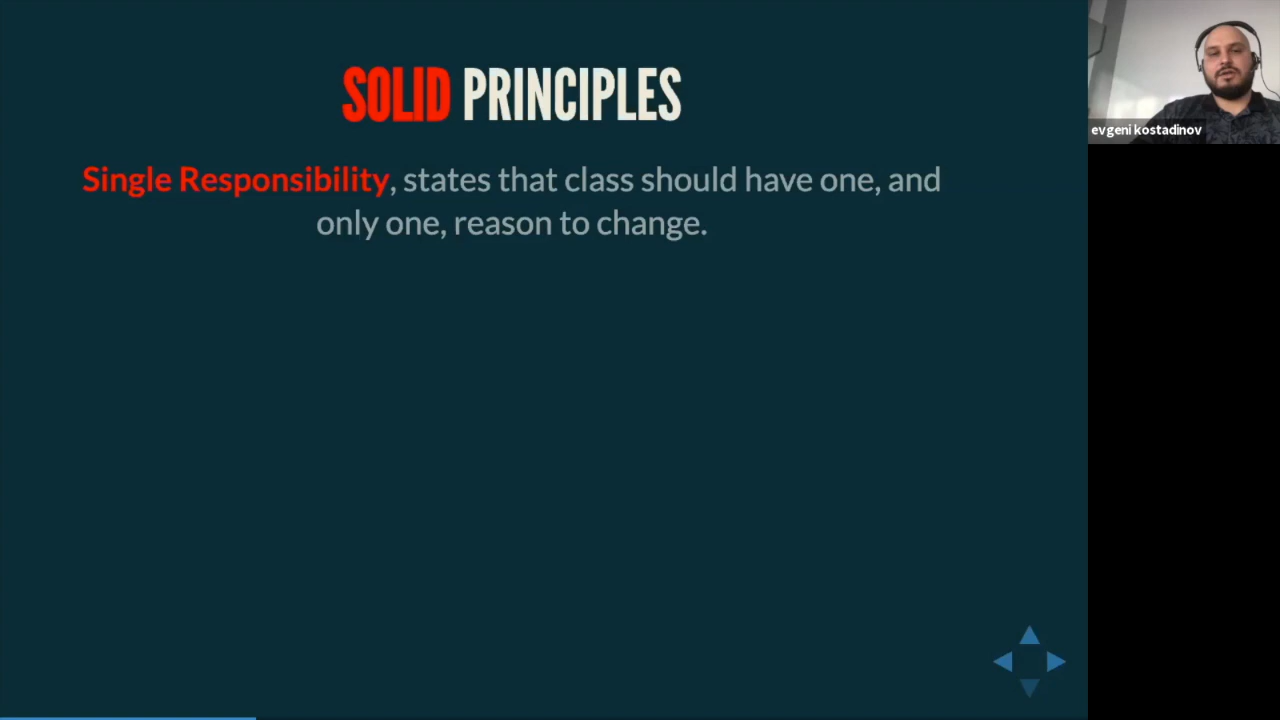 SOLID PRINCIPLES
Single Responsibility, states that class should have one, and
only one, reason to change.
evgeni kostadinov